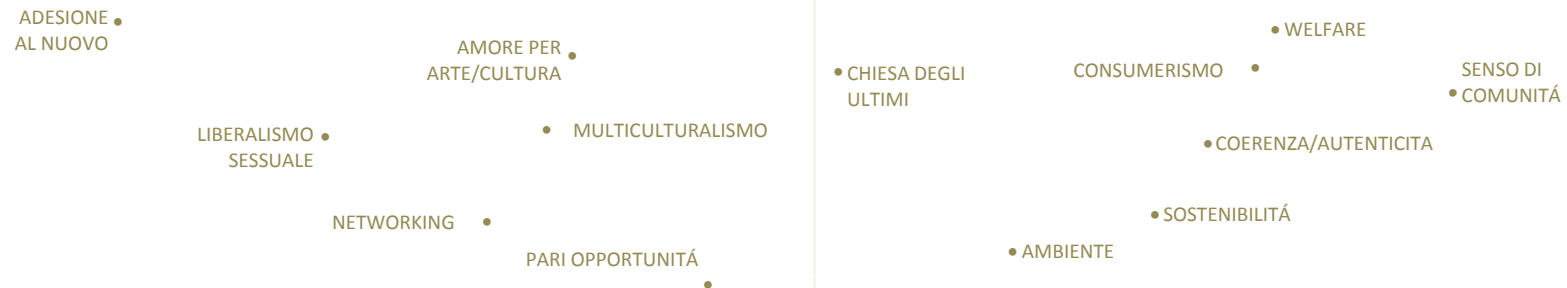 ADESIONE
AL NUOVO
AMORE PER
ARTE/CULTURA
LIBERALISMO
SESSUALE
MULTICULTURALISMO
NETWORKING
PARI OPPORTUNITÁ
WELFARE
CHIESA DEGLI
ULTIMI
CONSUMERISMO
SENSO DI
COMUNITÁ
COERENZA/AUTENTICITA
SOSTENIBILITÁ
AMBIENTE